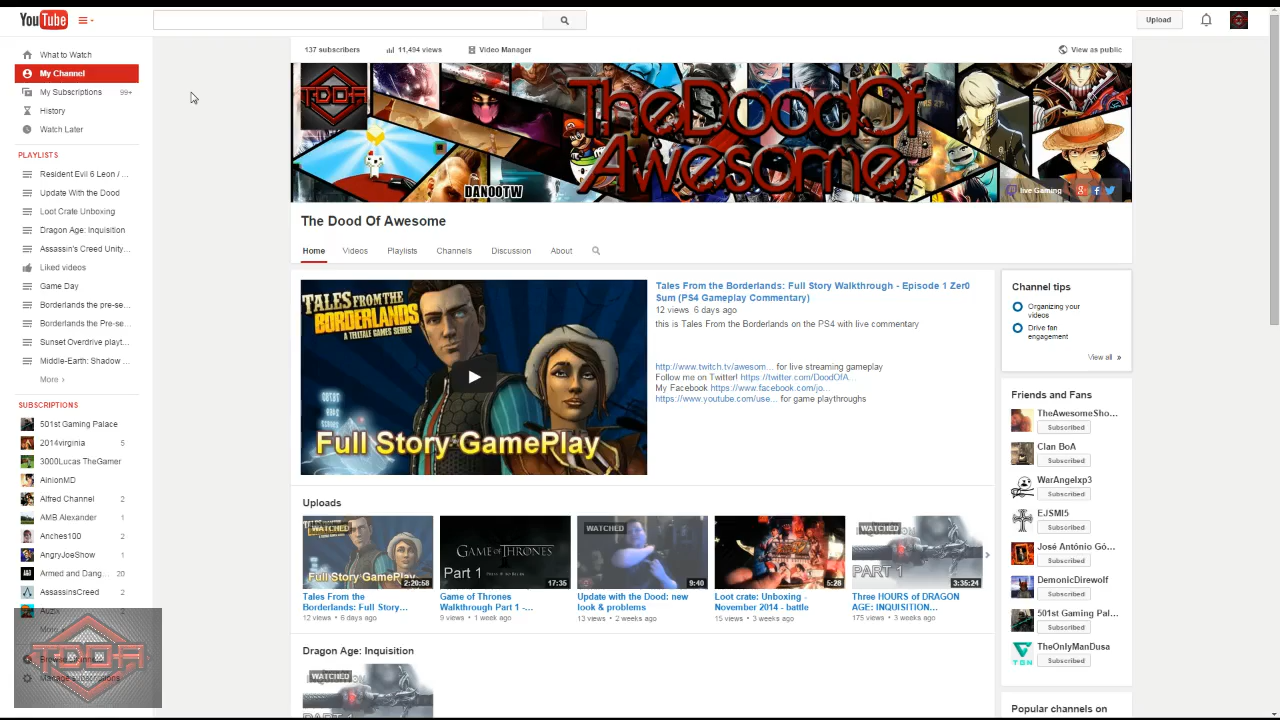 YouTube
Upload
What to Watch
My Channel
My Subscriptions 99+
History
Watch Later
PLAYLISTS
Resident Evil 6 Leon / ...
Update With the Dood
Loot Crate Unboxing
Dragon Age: Inquisition
Assassin's Creed Unity...
Liked videos
Game Day
Borderlands the pre-se...
Borderlands the Pre-se...
Sunset Overdrive playt...
Middle-Earth: Shadow ...
More ›
SUBSCRIPTIONS
501st Gaming Palace
2014virginia 5
3000Lucas TheGamer
AinionMD
Alfred Channel 2
AMB Alexander 1
Anches100 2
AngryJoeShow 1
Armed and Dang... 20
AssassinsCreed 2
Manage subscriptions
TDOA
137 subscribers
11,494 views
Video Manager
View as public
TDOA
TheDoodOf
Awesome
DANOOTW
live Gaming
The Dood Of Awesome
Home Videos Playlists Channels Discussion About
TALES FROM THE
BORDERLANDS
A TELLTALE GAMES SERIES
Full Story GamePlay
Tales From the Borderlands: Full Story Walkthrough - Episode 1 Zer0
Sum (PS4 Gameplay Commentary)
12 views 6 days ago
this is Tales From the Borderlands on the PS4 with live commentary
http://www.twitch.tv/awesom... for live streaming gameplay
Follow me on Twitter! https://twitter.com/DoodOfA...
My Facebook https://www.facebook.com/jo...
https://www.youtube.com/use... for game playthroughs
Uploads
WATCHED
Full Story GamePlay
2:20:58
Tales From the
Borderlands: Full Story...
12 views • 6 days ago
GAME OF THRONES
Part 1
17:35
Game of Thrones
Walkthrough Part 1 -...
9 views • 1 week ago
WATCHED
9:40
Update with the Dood: new
look & problems
13 views • 2 weeks ago
WATCHED
5:28
Loot crate: Unboxing -
November 2014 - battle
15 views • 3 weeks ago
WATCHED
PART 1
3:35:24
Three HOURS of DRAGON
AGE: INQUISITION...
175 views • 3 weeks ago
Dragon Age: Inquisition
WATCHED
PART 1
Channel tips
Organizing your
videos
Drive fan
engagement
View all »
Friends and Fans
TheAwesomeSho...
Subscribed
Clan BoA
Subscribed
WarAngelxp3
Subscribed
EJSMI5
Subscribed
José António Gó...
Subscribed
DemonicDirewolf
Subscribed
501st Gaming Pal...
Subscribed
TheOnlyManDusa
Subscribed
Popular channels on